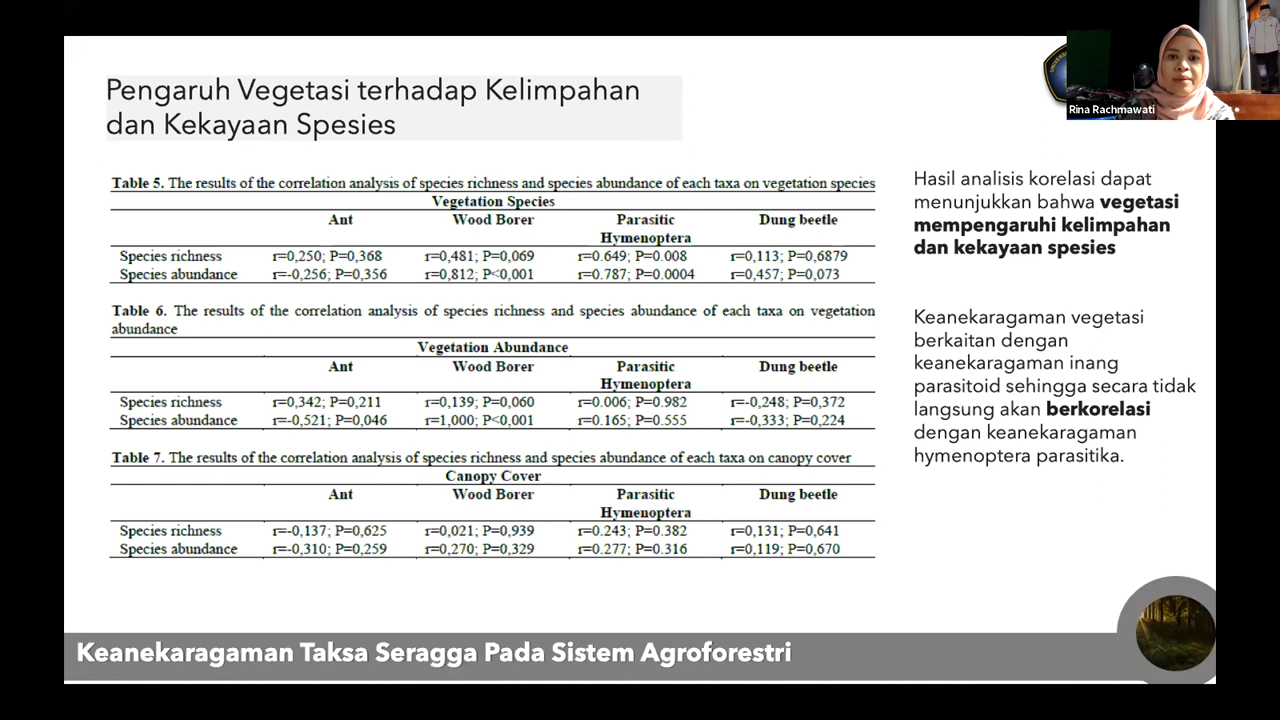 Pengaruh Vegetasi terhadap Kelimpahan
dan Kekayaan Spesies
Rina Rachmawati
Table 5. The results of the correlation analysis of species richness and species abundance of each taxa on vegetation species
Vegetation Species
Ant Wood Borer Parasitic Hymenoptera Dung beetle
Species richness r=0,250; P=0,368 r=0,481; P=0,069 r=0.649; P=0.008 r=0,113; P=0,6879
Species abundance r=-0,256; P=0,356 r=0,812; P<0,001 r=0.787; P=0.0004 r=0,457; P=0,073
Table 6. The results of the correlation analysis of species richness and species abundance of each taxa on vegetation
abundance
Vegetation Abundance
Ant Wood Borer Parasitic Hymenoptera Dung beetle
Species richness r=0,342; P=0,211 r=0,139; P=0,060 r=0.006; P=0.982 r=-0,248; P=0,372
Species abundance r=-0,521; P=0,046 r=1,000; P<0,001 r=0.165; P=0.555 r=-0,333; P=0,224
Table 7. The results of the correlation analysis of species richness and species abundance of each taxa on canopy cover
Canopy Cover
Ant Wood Borer Parasitic Hymenoptera Dung beetle
Species richness r=-0,137; P=0,625 r=0,021; P=0,939 r=0.243; P=0.382 r=0,131; P=0,641
Species abundance r=-0,310; P=0,259 r=0,270; P=0,329 r=0.277; P=0.316 r=0,119; P=0,670
Hasil analisis korelasi dapat
menunjukkan bahwa vegetasi
mempengaruhi kelimpahan
dan kekayaan spesies
Keanekaragaman vegetasi
berkaitan dengan
keanekaragaman inang
parasitoid sehingga secara tidak
langsung akan berkorelasi
dengan keanekaragaman
hymenoptera parasitika.
Keanekaragaman Taksa Seragga Pada Sistem Agroforestri